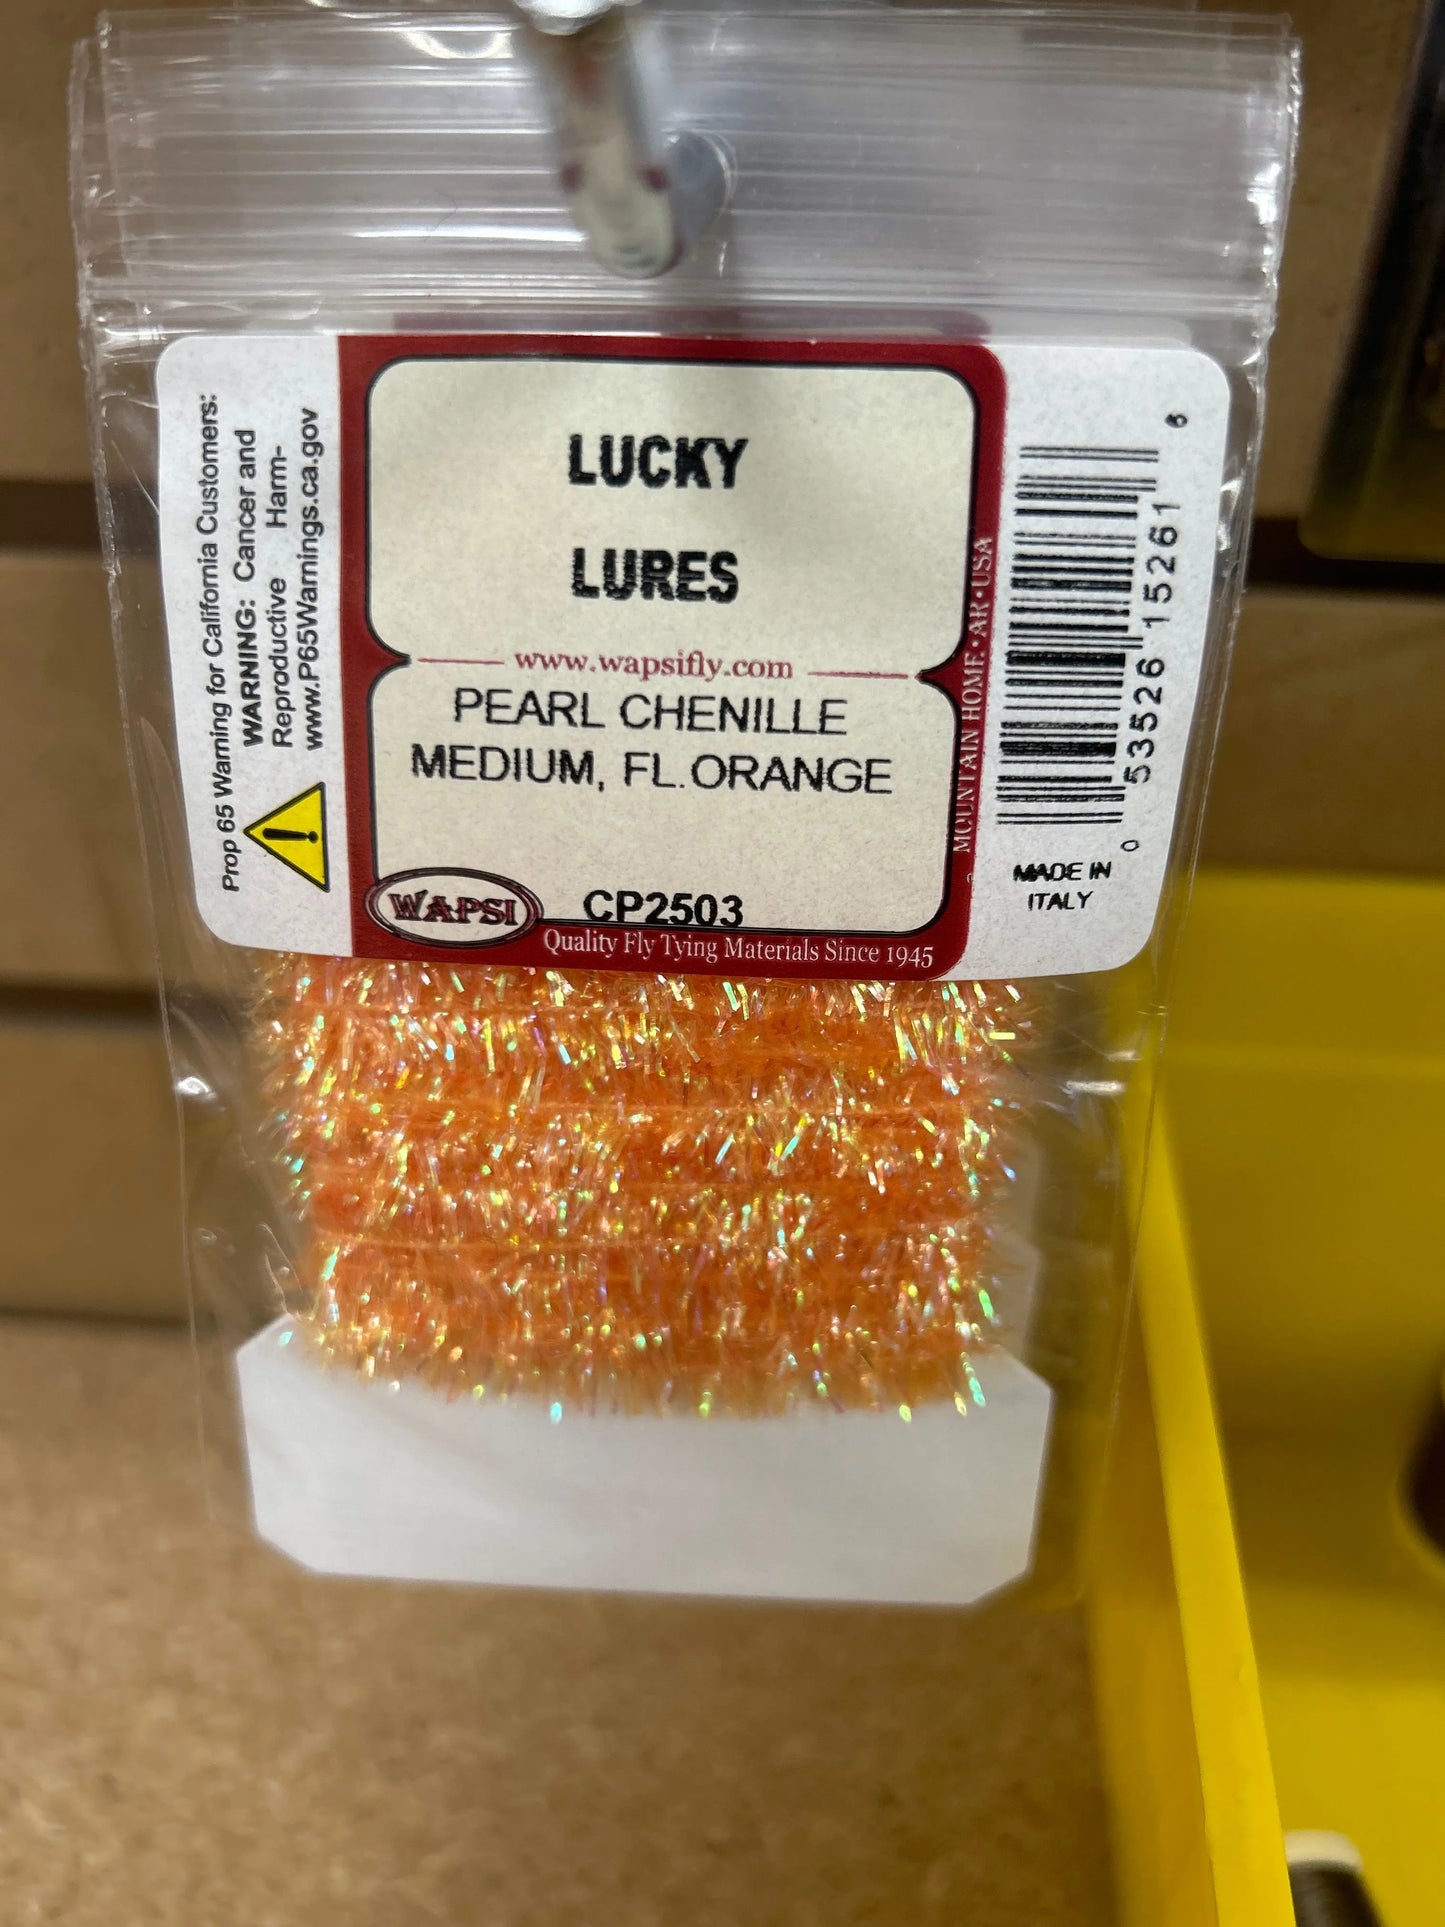 Prop 65 Warning for California Customers:
WARNING: Cancer and
Reproductive Harm-
www.P65Warnings.ca.gov
LUCKY
LURES
www.wapsifly.com
PEARL CHENILLE
MEDIUM, FL.ORANGE
WAPSI
CP2503
Quality Fly Tying Materials Since 1945
MOUNTAIN HOME • AR • USA
0 53526 15261 6
MADE IN
ITALY